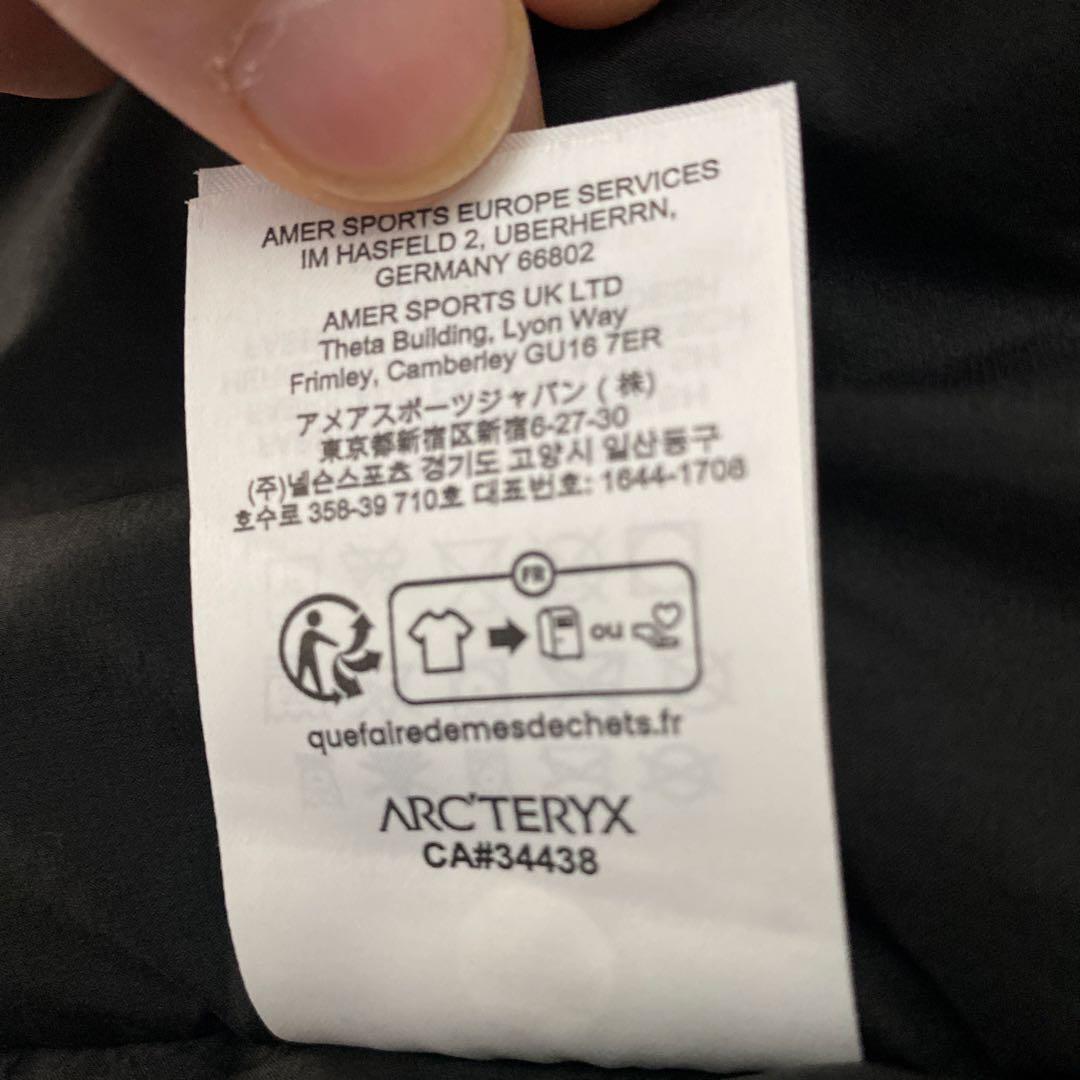 AMER SPORTS EUROPE SERVICES
IM HASFELD 2, UBERHERRN,
GERMANY 66802
AMER SPORTS UK LTD
Theta Building, Lyon Way
Frimley, Camberley GU16 7ER
アメアスポーツジャパン (株)
東京都新宿区新宿6-27-30
(주)넬슨스포츠 경기도 고양시 일산동구
호수로 358-39 710호 대표번호: 1644-1708
FR
ou
quefairedemesdechets.fr
ARC'TERYX
CA#34438